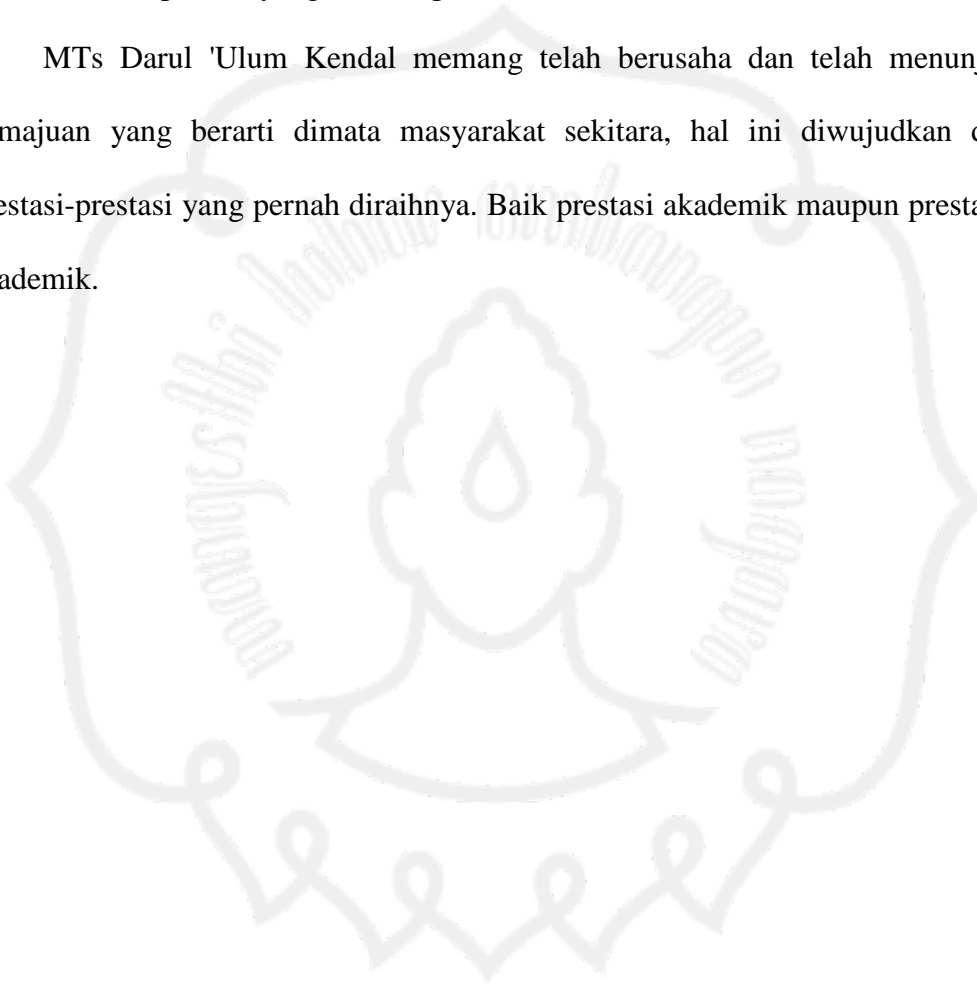 MTs Darul 'Ulum Kendal memang telah berusaha dan telah menunj
majuan yang berarti dimata masyarakat sekitara, hal ini diwujudkan d
estasi-prestasi yang pernah diraihnya. Baik prestasi akademik maupun presta
ademik.